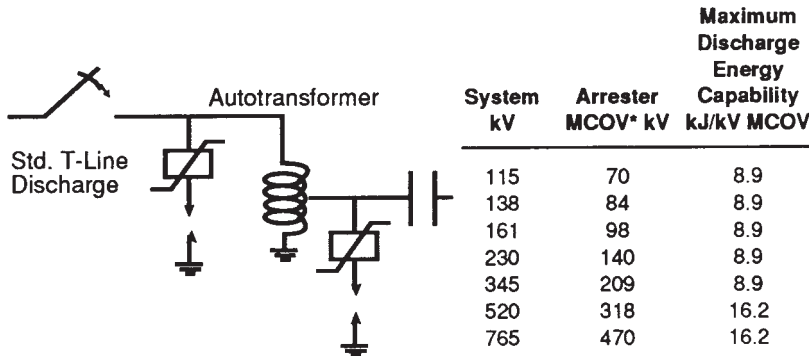 Autotransformer
Std. T-Line
Discharge
Maximum
Discharge
Energy
System Arrester Capability
kV MCOV* kV kJ/kV MCOV
115 70 8.9
138 84 8.9
161 98 8.9
230 140 8.9
345 209 8.9
520 318 16.2
765 470 16.2